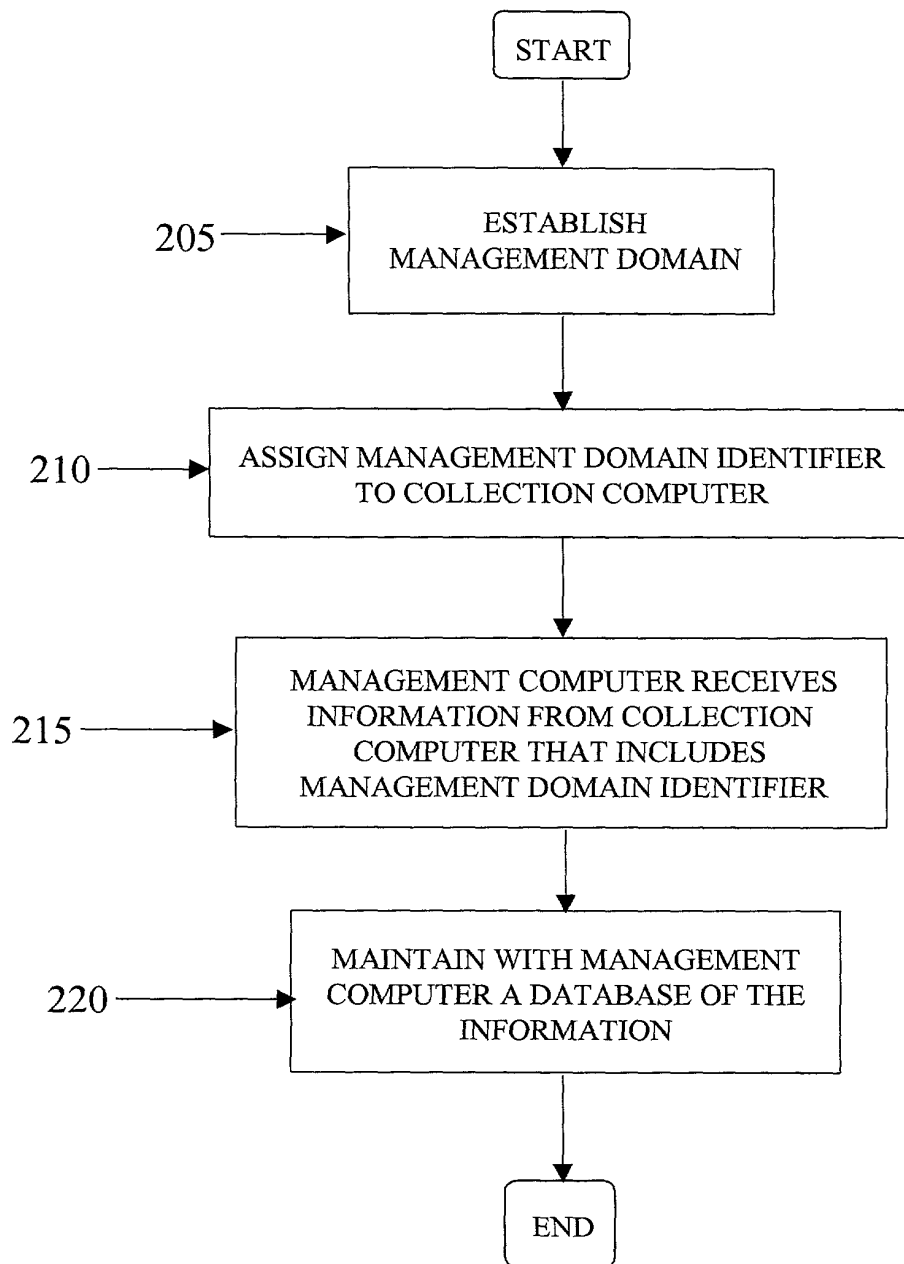 START
205
ESTABLISH
MANAGEMENT DOMAIN
210
ASSIGN MANAGEMENT DOMAIN IDENTIFIER
TO COLLECTION COMPUTER
215
MANAGEMENT COMPUTER RECEIVES
INFORMATION FROM COLLECTION
COMPUTER THAT INCLUDES
MANAGEMENT DOMAIN IDENTIFIER
220
MAINTAIN WITH MANAGEMENT
COMPUTER A DATABASE OF THE
INFORMATION
END